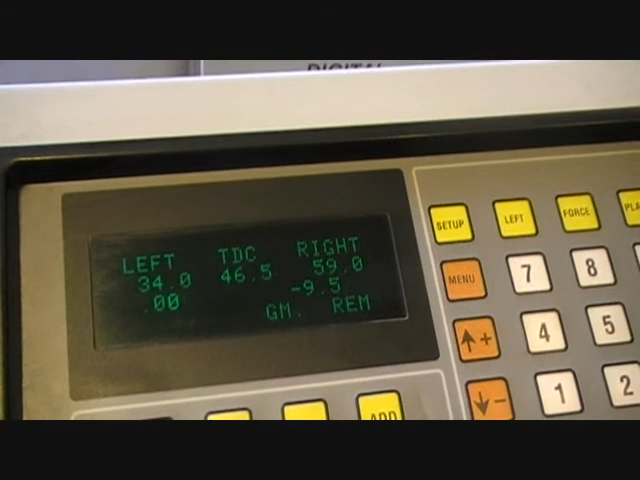 DIGITAL
LEFT TDC RIGHT
34.0 46.5 59.0
.00 -9.5
GM. REM
SETUP LEFT FORCE
MENU 7 8
+ 4 5
- 1 2
ADD